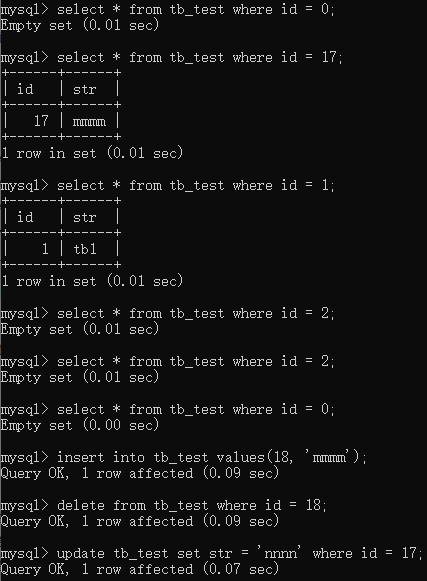 mysql> select * from tb_test where id = 0;
Empty set (0.01 sec)

mysql> select * from tb_test where id = 17;
+------+------+
| id   | str  |
+------+------+
|   17 | mmmm |
+------+------+
1 row in set (0.01 sec)

mysql> select * from tb_test where id = 1;
+------+------+
| id   | str  |
+------+------+
|    1 | tb1  |
+------+------+
1 row in set (0.01 sec)

mysql> select * from tb_test where id = 2;
Empty set (0.01 sec)

mysql> select * from tb_test where id = 2;
Empty set (0.01 sec)

mysql> select * from tb_test where id = 0;
Empty set (0.00 sec)

mysql> insert into tb_test values(18, 'mmmm');
Query OK, 1 row affected (0.09 sec)

mysql> delete from tb_test where id = 18;
Query OK, 1 row affected (0.09 sec)

mysql> update tb_test set str = 'nnnn' where id = 17;
Query OK, 1 row affected (0.07 sec)